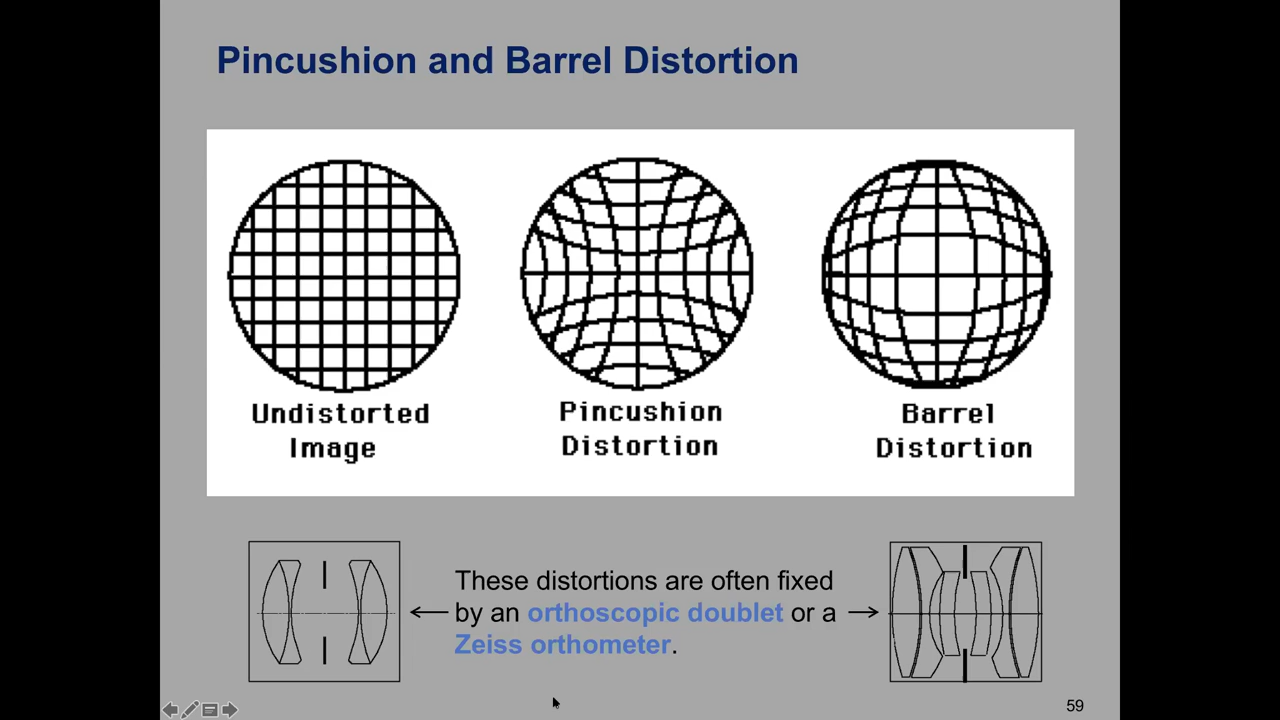 Pincushion and Barrel Distortion
Undistorted
Image
Pincushion
Distortion
Barrel
Distortion
These distortions are often fixed
by an orthoscopic doublet or a
Zeiss orthometer.
59